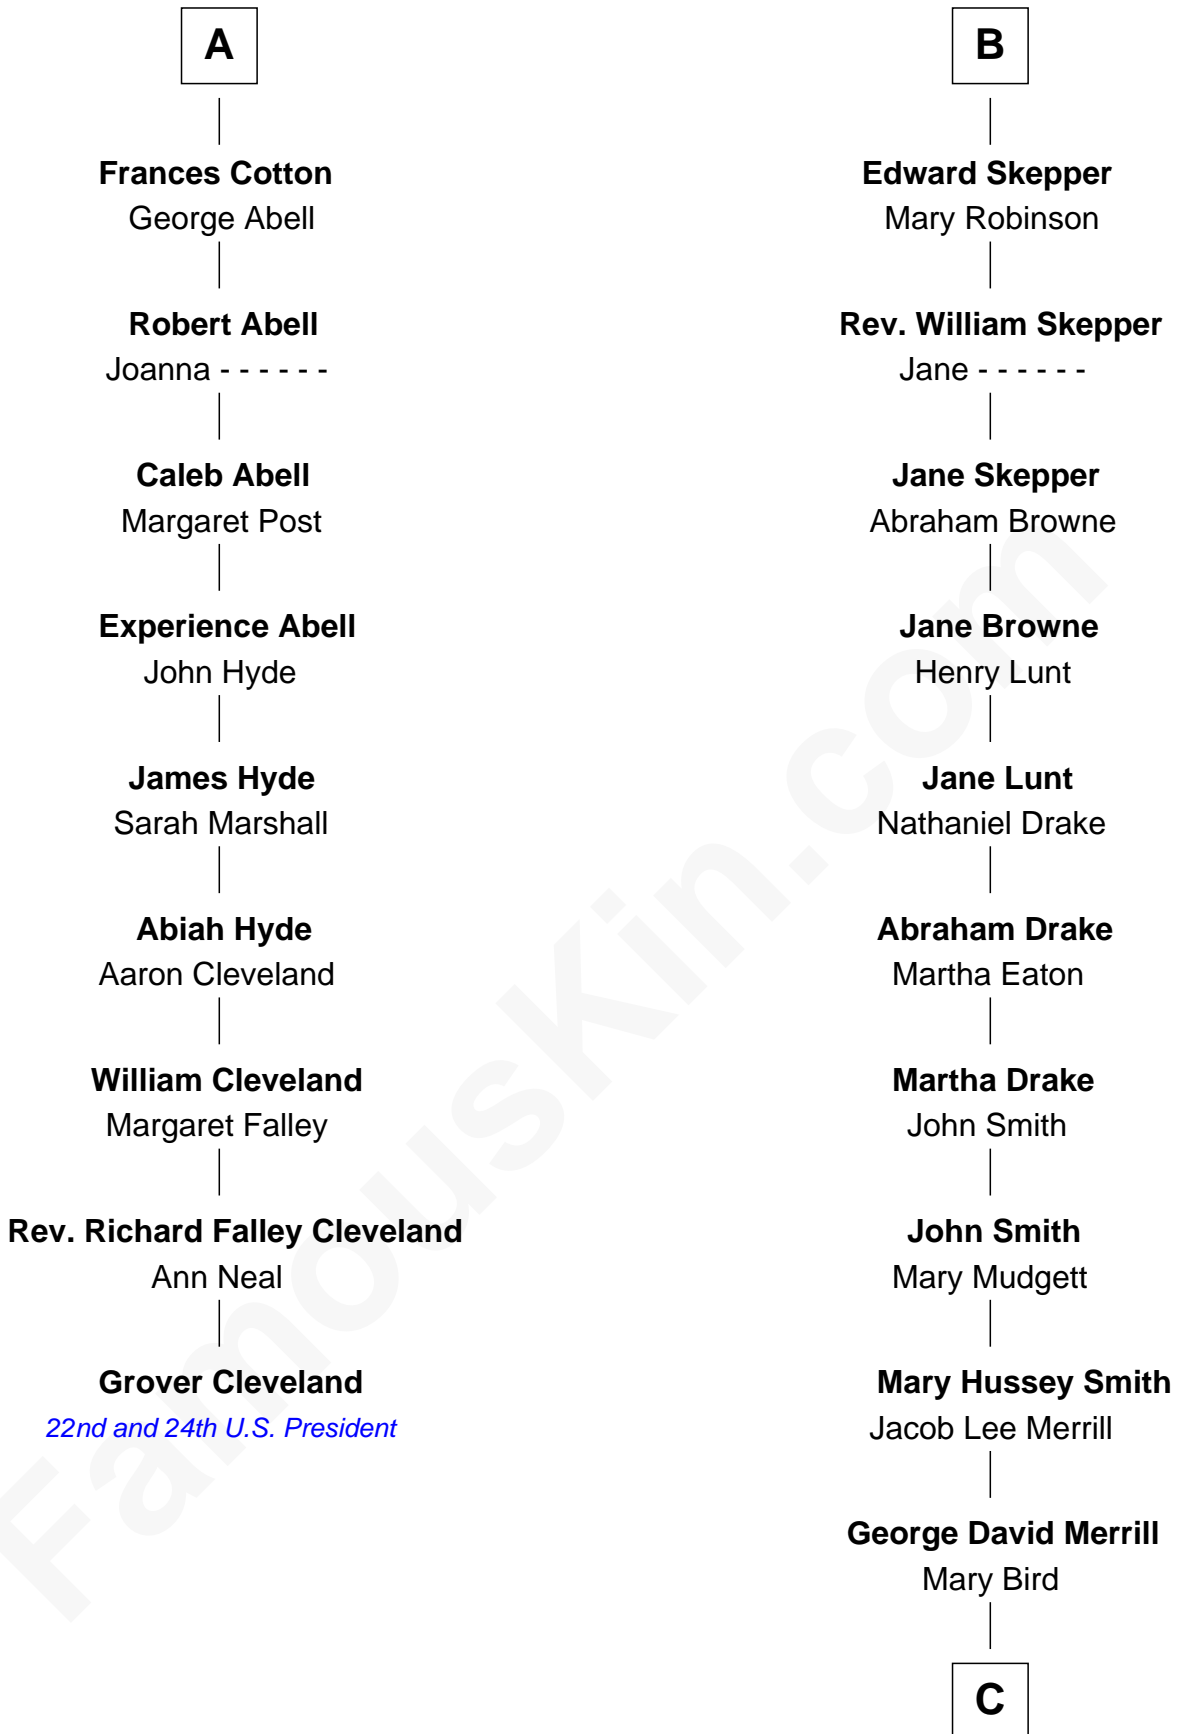 A
Frances Cotton
George Abell
Robert Abell
Joanna - - - - - -
Caleb Abell
Margaret Post
Experience Abell
John Hyde
James Hyde
Sarah Marshall
Abiah Hyde
Aaron Cleveland
William Cleveland
Margaret Falley
Rev. Richard Falley Cleveland
Ann Neal
Grover Cleveland
22nd and 24th U.S. President
B
Edward Skepper
Mary Robinson
Rev. William Skepper
Jane - - - - - -
Jane Skepper
Abraham Browne
Jane Browne
Henry Lunt
Jane Lunt
Nathaniel Drake
Abraham Drake
Martha Eaton
Martha Drake
John Smith
John Smith
Mary Mudgett
Mary Hussey Smith
Jacob Lee Merrill
George David Merrill
Mary Bird
C
FamousKin.com